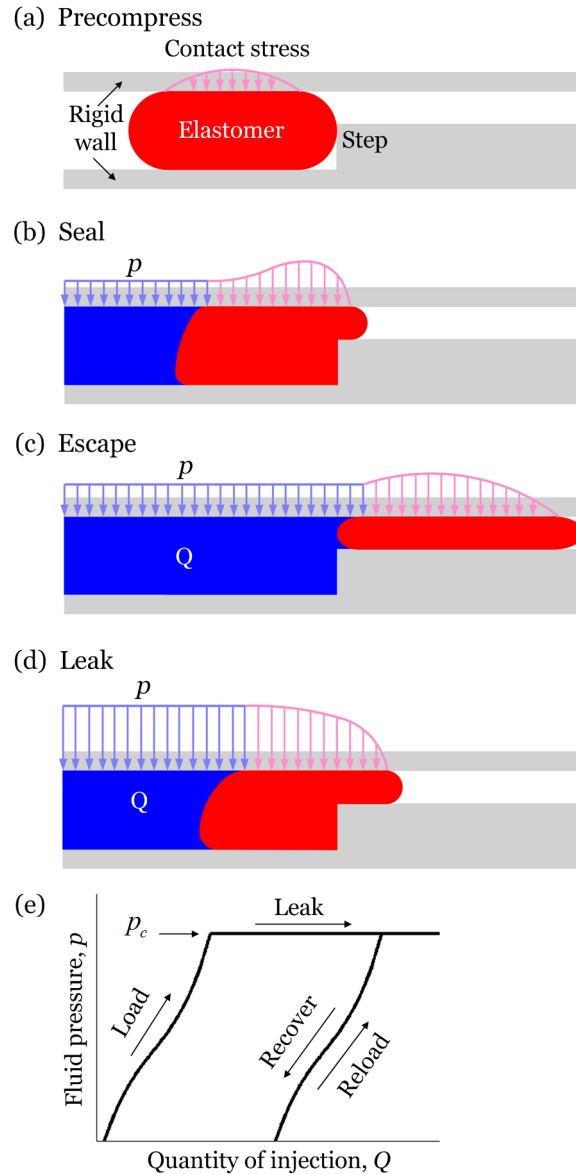 (a) Precompress
Contact stress
Rigid
wall
Elastomer
Step
(b) Seal
p
(c) Escape
p
Q
(d) Leak
p
Q
(e)
Leak
p_c
Load
Recover
Reload
Fluid pressure, p
Quantity of injection, Q